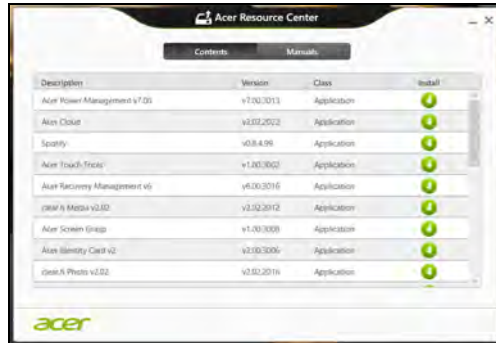 Acer Resource Center
Contents Manuals
Description Version Class Install
Acer Power Management v7.00 v7.00.3013 Application
Acer Cloud v2.02.2022 Application
Spotify v0.8.4.99 Application
Acer Touch Tools v1.00.3002 Application
Acer Recovery Management v6 v6.00.3016 Application
clear.fi Media v2.02 v2.02.2012 Application
Acer Screen Grasp v1.00.3008 Application
Acer Identity Card v2 v2.00.3006 Application
clear.fi Photo v2.02 v2.02.2016 Application
acer